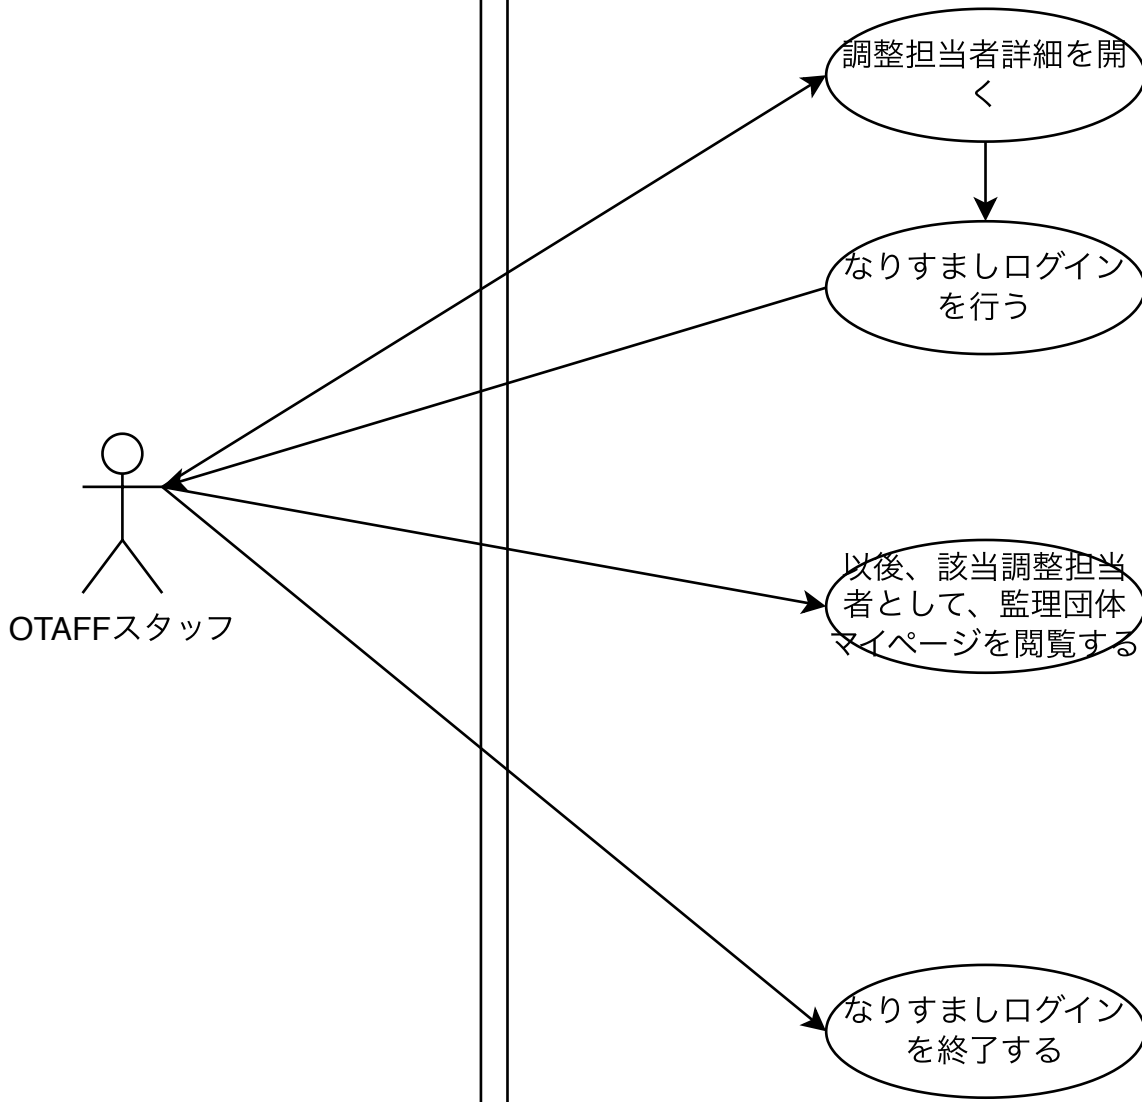 調整担当者詳細を開
く
なりすましログイン
を行う
以後、該当調整担当
者として、監理団体
マイページを閲覧する
OTAFFスタッフ
なりすましログイン
を終了する